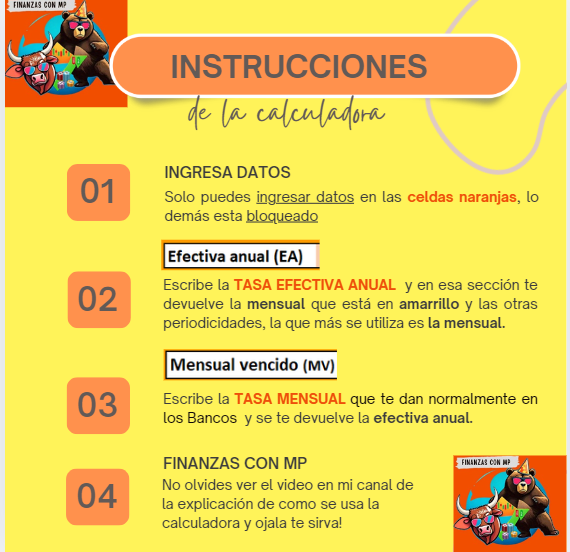 FINANZAS CON MP
INSTRUCCIONES
de la calculadora
01
INGRESA DATOS
Solo puedes ingresar datos en las celdas naranjas, lo
demás esta bloqueado
Efectiva anual (EA)
02
Escribe la TASA EFECTIVA ANUAL y en esa sección te
devuelve la mensual que está en amarrillo y las otras
periodicidades, la que más se utiliza es la mensual.
Mensual vencido (MV)
03
Escribe la TASA MENSUAL que te dan normalmente en
los Bancos y se te devuelve la efectiva anual.
04
FINANZAS CON MP
No olvides ver el video en mi canal de
la explicación de como se usa la
calculadora y ojala te sirva!
FINANZAS CON MP